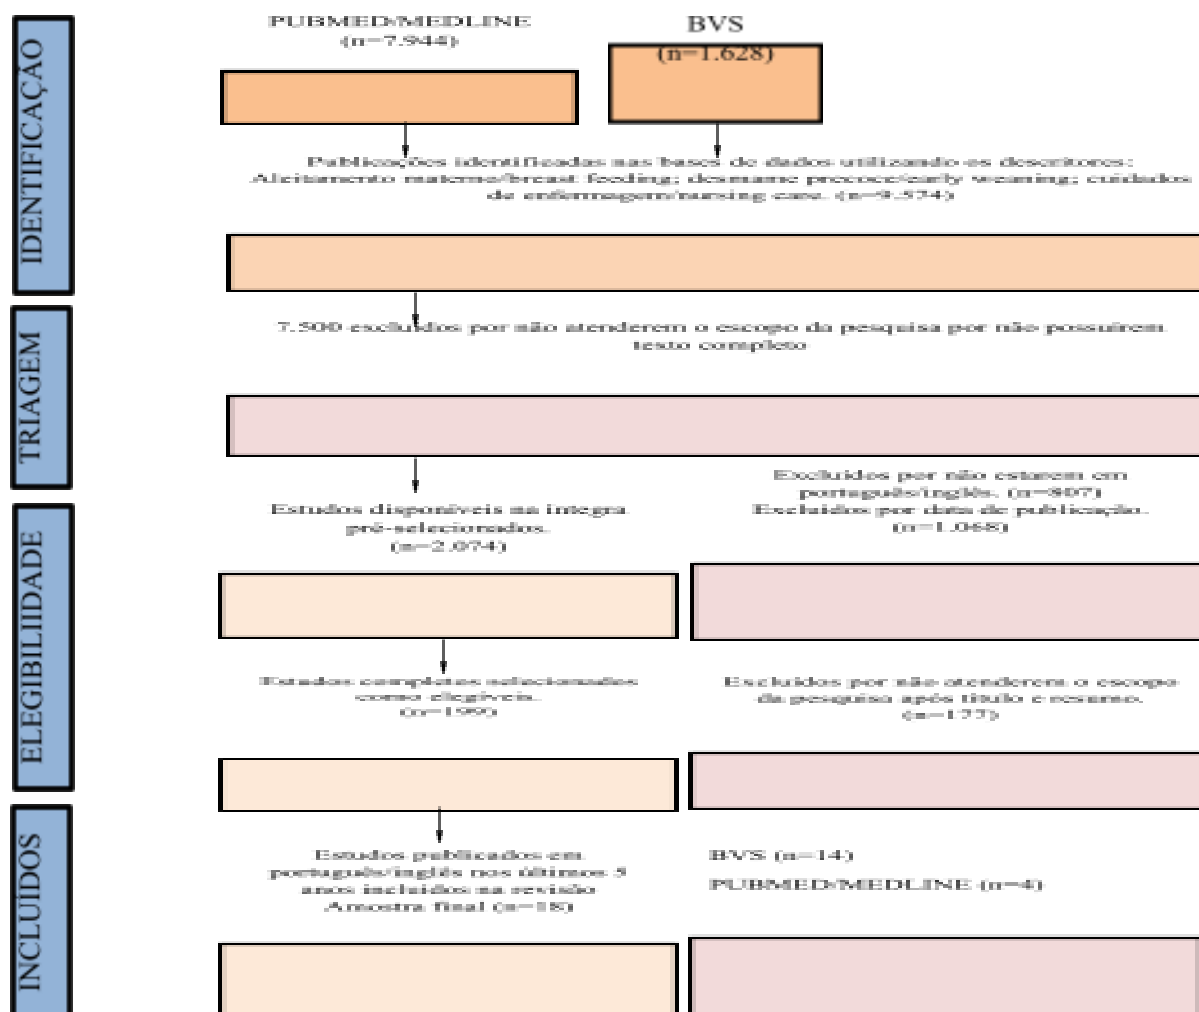 IDENTIFICAÇÃO
PUBMED/MEDLINE
(n=7.944)
BVS
(n=1.628)
Publicações identificadas nas bases de dados utilizando os descritores:
Aleitamento materno/breast feeding; desmame precoce/early weaning; cuidados
de enfermagem/nursing care. (n=9.574)
TRIAGEM
7.500 excluídos por não atenderem o escopo da pesquisa por não possuírem
texto completo
ELEGIBILIIDADE
Estudos disponíveis na íntegra
pré-selecionados.
(n=2.074)
Excluídos por não estarem em
português/inglês. (n=807)
Excluídos por data de publicação.
(n=1.068)
Estudos completos selecionados
como elegíveis.
(n=199)
Excluídos por não atenderem o escopo
da pesquisa após título e resumo.
(n=177)
INCLUÍDOS
Estudos publicados em
português/inglês nos últimos 5
anos incluídos na revisão
Amostra final (n=18)
BVS (n=14)
PUBMED/MEDLINE (n=4)